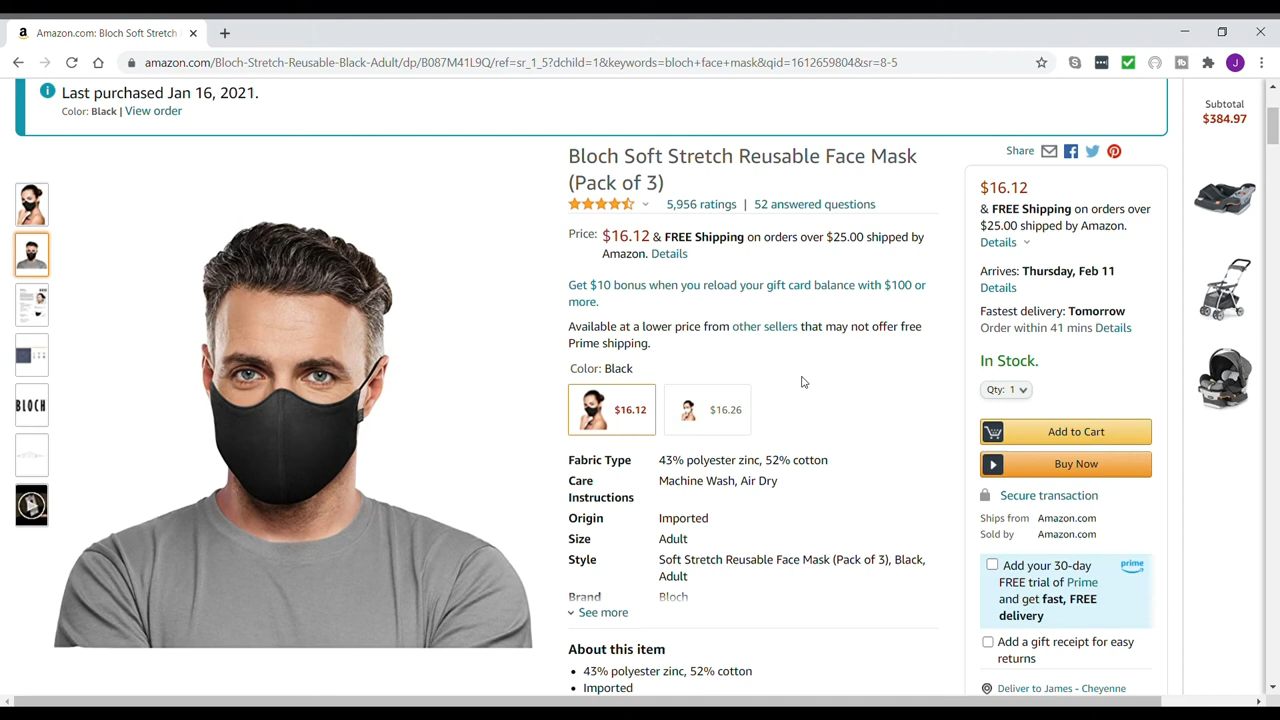 Amazon.com: Bloch Soft Stretch
amazon.com/Bloch-Stretch-Reusable-Black-Adult/dp/B087M41L9Q/ref=sr_1_5?dchild=1&keywords=bloch+face+mask&qid=1612659804&sr=8-5
J
Last purchased Jan 16, 2021.
Color: Black | View order
Subtotal
$384.97
Share
Bloch Soft Stretch Reusable Face Mask
(Pack of 3)
5,956 ratings | 52 answered questions
Price: $16.12 & FREE Shipping on orders over $25.00 shipped by
Amazon. Details
Get $10 bonus when you reload your gift card balance with $100 or
more.
Available at a lower price from other sellers that may not offer free
Prime shipping.
Color: Black
$16.12
$16.26
Fabric Type 43% polyester zinc, 52% cotton
Care Machine Wash, Air Dry
Instructions
Origin Imported
Size Adult
Style Soft Stretch Reusable Face Mask (Pack of 3), Black,
Adult
Brand Bloch
See more
About this item
• 43% polyester zinc, 52% cotton
• Imported
BLOCH
$16.12
& FREE Shipping on orders over
$25.00 shipped by Amazon.
Details
Arrives: Thursday, Feb 11
Details
Fastest delivery: Tomorrow
Order within 41 mins Details
In Stock.
Qty: 1
Add to Cart
Buy Now
Secure transaction
Ships from Amazon.com
Sold by Amazon.com
Add your 30-day
FREE trial of Prime
and get fast, FREE
delivery
prime
Add a gift receipt for easy
returns
Deliver to James - Cheyenne